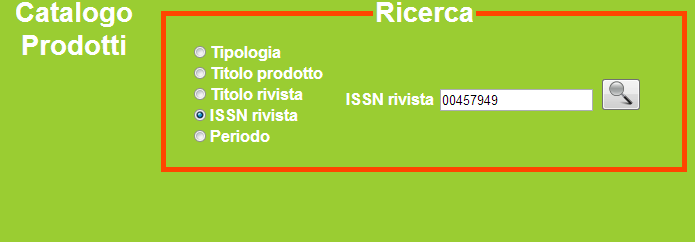 Catalogo
Prodotti
Ricerca
Tipologia
Titolo prodotto
Titolo rivista
ISSN rivista
Periodo
ISSN rivista 00457949